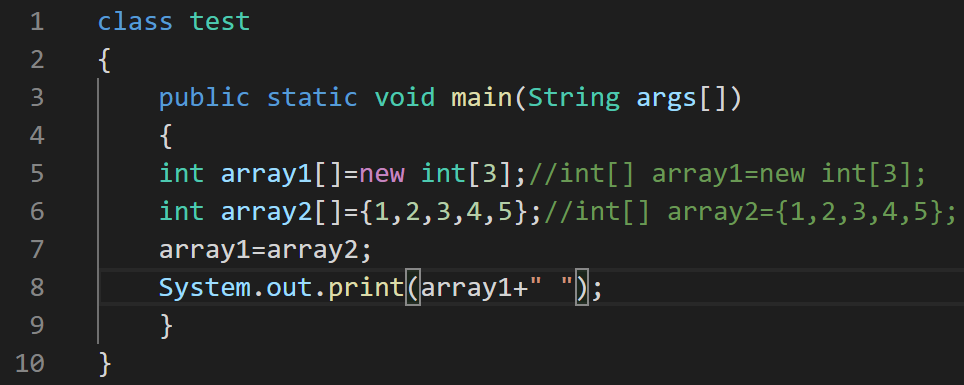 1 class test
2 {
3 public static void main(String args[])
4 {
5 int array1[]=new int[3];//int[] array1=new int[3];
6 int array2[]={1,2,3,4,5};//int[] array2={1,2,3,4,5};
7 array1=array2;
8 System.out.print(array1+" ");
9 }
10 }